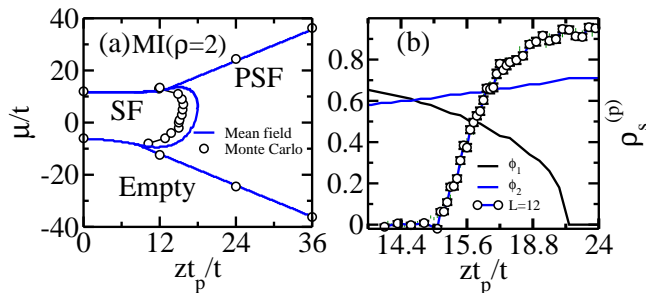 40
20
0
-20
-40
μ/t
(a) MI(ρ=2)
PSF
SF
Mean field
Monte Carlo
Empty
0 12 24 36
zt_p/t
(b)
0.8
0.6
0.4
0.2
0
ρ_s^(p)
ϕ₁
ϕ₂
L=12
14.4 15.6 18.8 24
zt_p/t